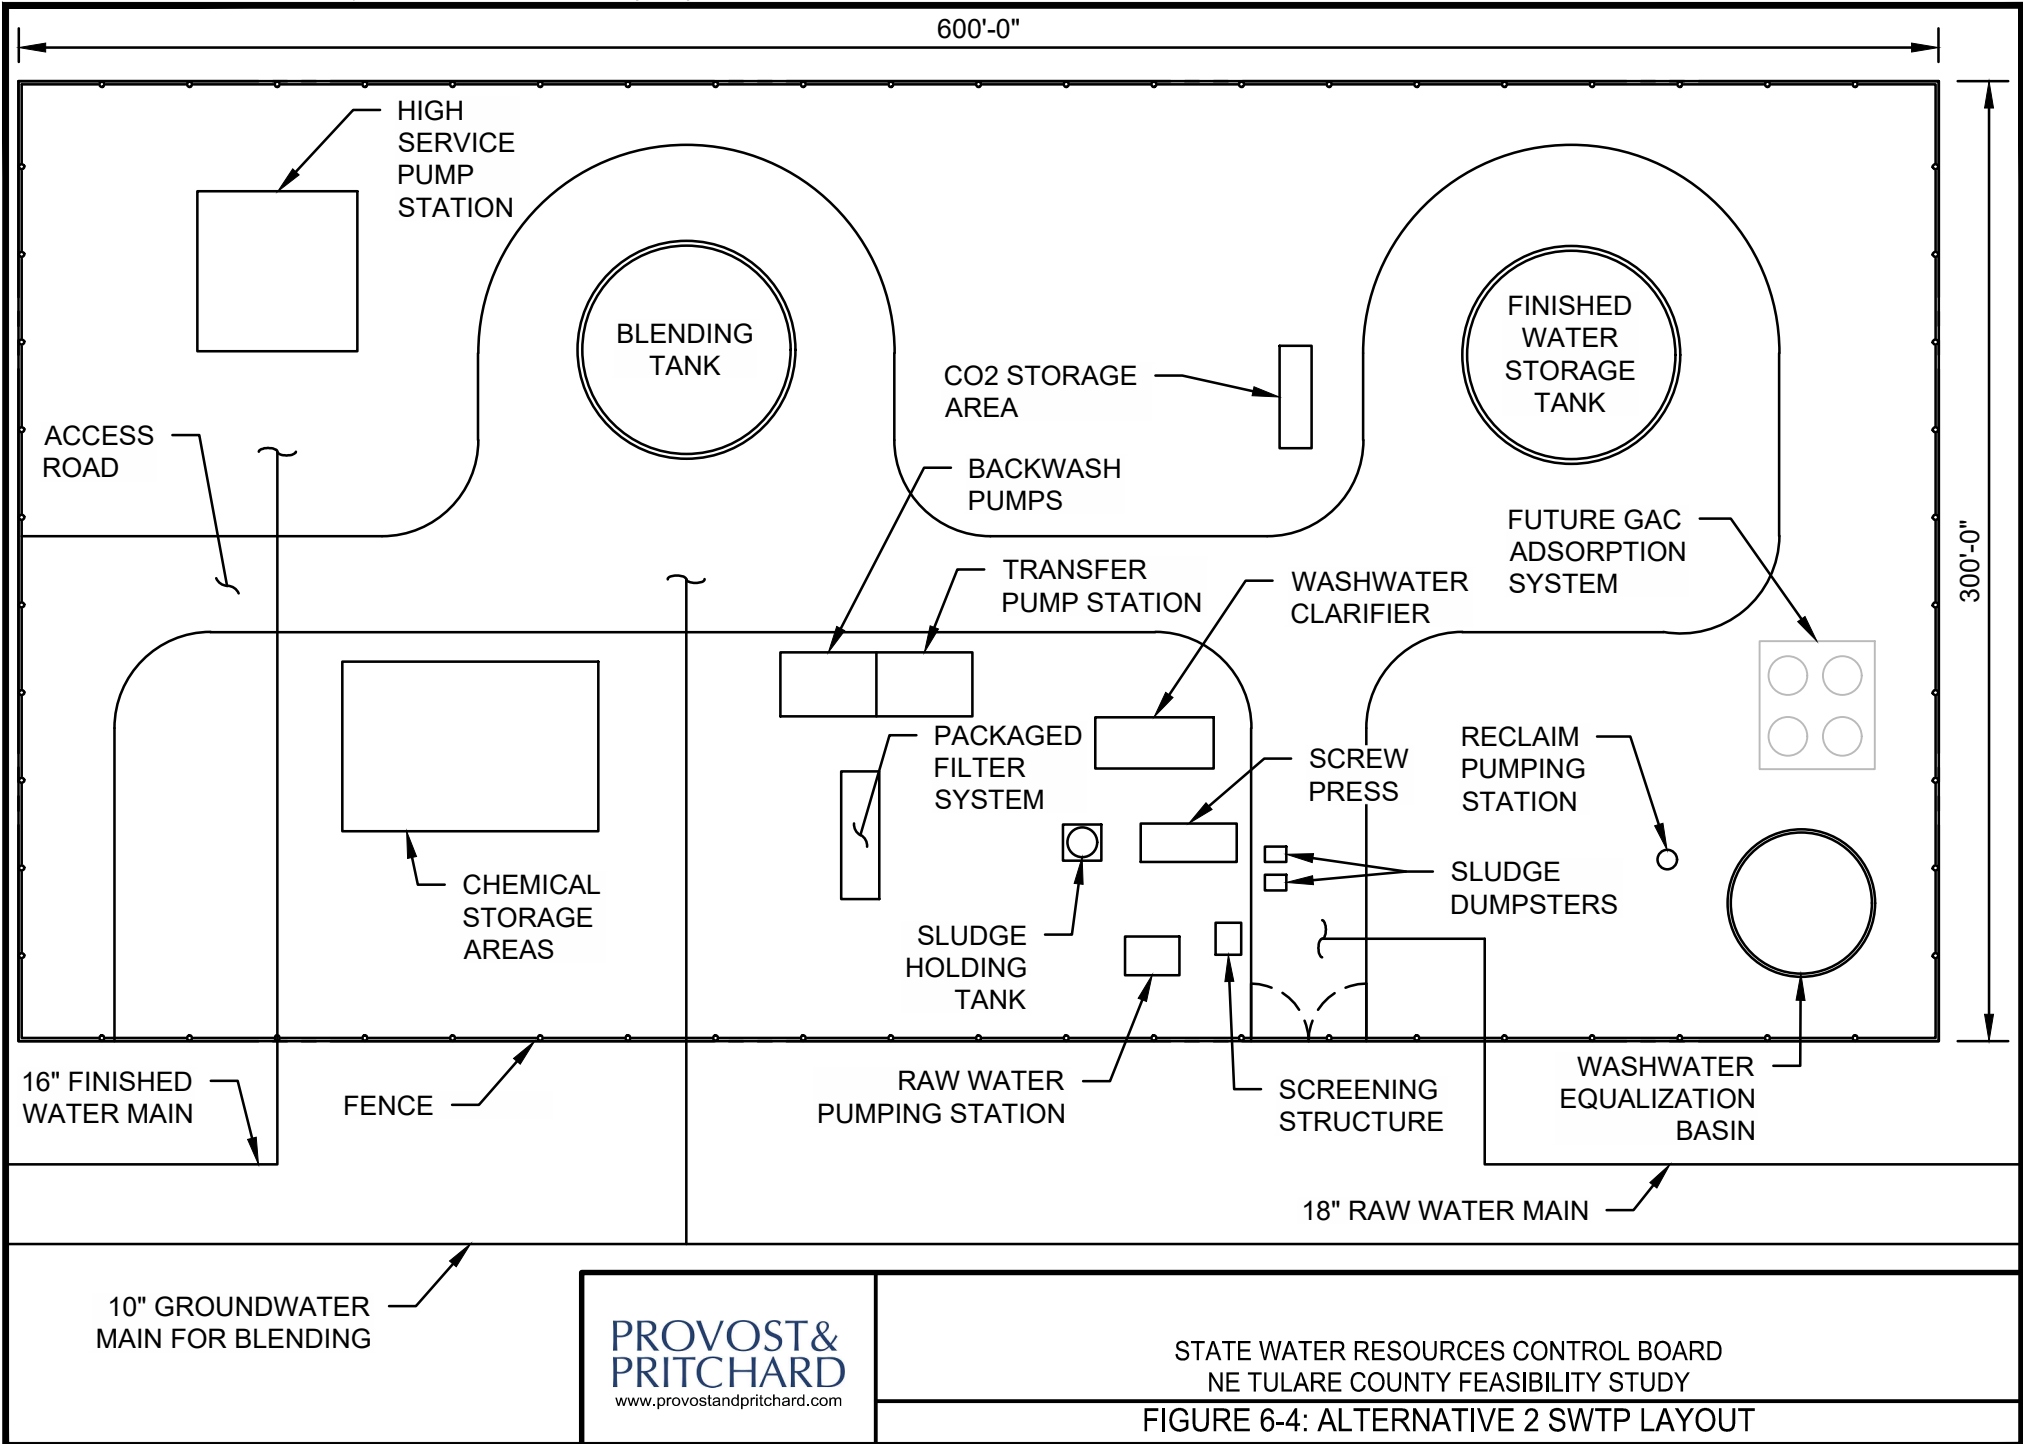 600'-0"
HIGH
SERVICE
PUMP
STATION
BLENDING
TANK
FINISHED
WATER
STORAGE
TANK
CO2 STORAGE
AREA
ACCESS
ROAD
BACKWASH
PUMPS
FUTURE GAC
ADSORPTION
SYSTEM
300'-0"
TRANSFER
PUMP STATION
WASHWATER
CLARIFIER
PACKAGED
FILTER
SYSTEM
SCREW
PRESS
RECLAIM
PUMPING
STATION
CHEMICAL
STORAGE
AREAS
SLUDGE
HOLDING
TANK
SLUDGE
DUMPSTERS
16" FINISHED
WATER MAIN
FENCE
RAW WATER
PUMPING STATION
SCREENING
STRUCTURE
WASHWATER
EQUALIZATION
BASIN
18" RAW WATER MAIN
10" GROUNDWATER
MAIN FOR BLENDING
PROVOST&
PRITCHARD
www.provostandpritchard.com
STATE WATER RESOURCES CONTROL BOARD
NE TULARE COUNTY FEASIBILITY STUDY
FIGURE 6-4: ALTERNATIVE 2 SWTP LAYOUT